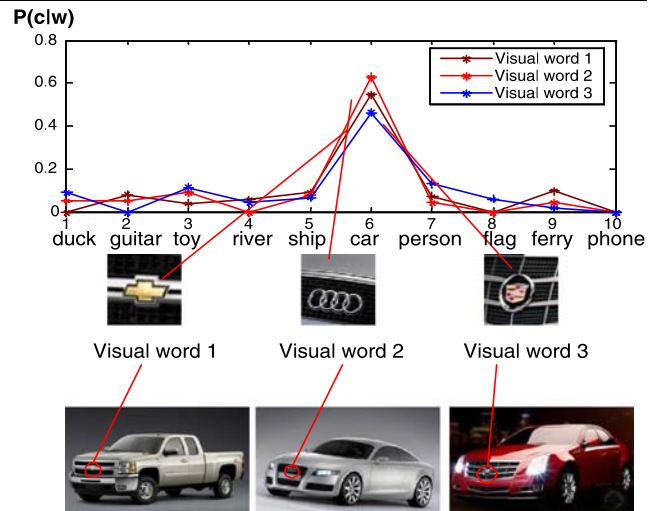 P(c|w)
0.8
0.6
0.4
0.2
0
Visual word 1
Visual word 2
Visual word 3
1 2 3 4 5 6 7 8 9 10
duck guitar toy river ship car person flag ferry phone
Visual word 1 Visual word 2 Visual word 3